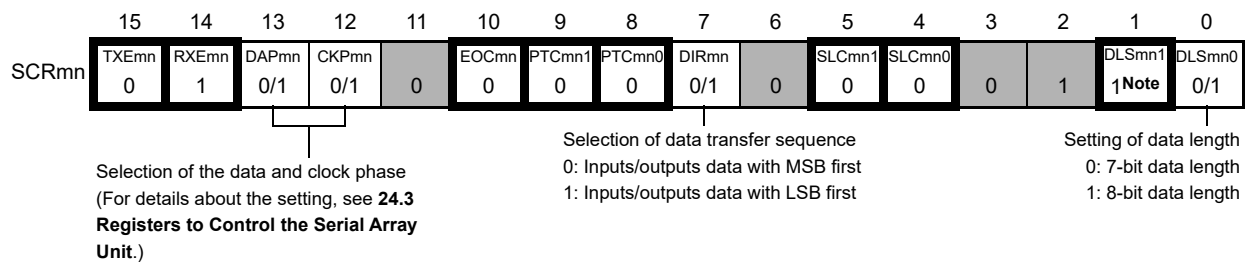 15 14 13 12 11 10 9 8 7 6 5 4 3 2 1 0
SCRmn
TXEmn RXEmn DAPmn CKPmn EOCmn PTCmn1 PTCmn0 DIRmn SLCmn1 SLCmn0 DLSmn1 DLSmn0
0 1 0/1 0/1 0 0 0 0 0/1 0 0 0 0 1 1Note 0/1
Selection of the data and clock phase
(For details about the setting, see 24.3
Registers to Control the Serial Array
Unit.)
Selection of data transfer sequence
0: Inputs/outputs data with MSB first
1: Inputs/outputs data with LSB first
Setting of data length
0: 7-bit data length
1: 8-bit data length